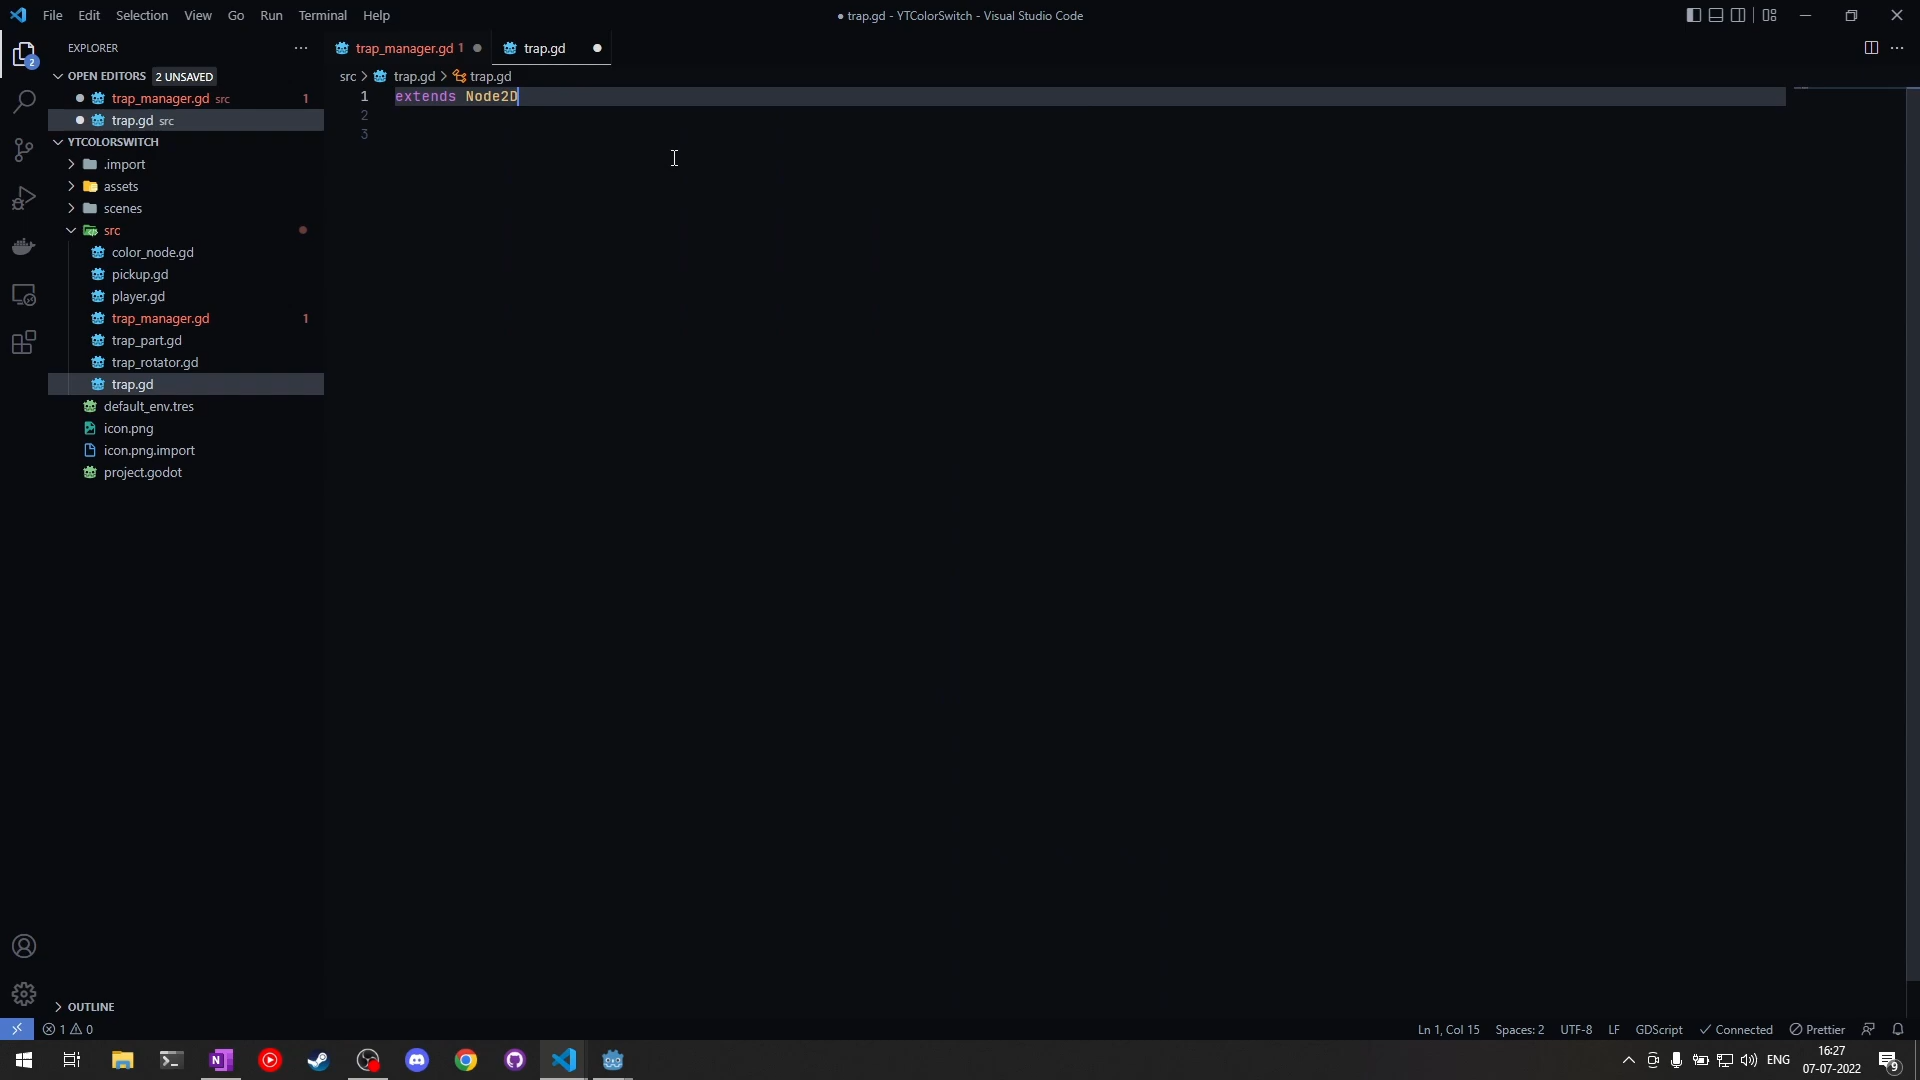 File Edit Selection View Go Run Terminal Help
● trap.gd - YTColorSwitch - Visual Studio Code
EXPLORER
trap_manager.gd 1
trap.gd
OPEN EDITORS 2 UNSAVED
src > trap.gd > trap.gd
trap_manager.gd src 1
trap.gd src
1 extends Node2D
2
3
YTCOLORSWITCH
.import
assets
scenes
src
color_node.gd
pickup.gd
player.gd
trap_manager.gd 1
trap_part.gd
trap_rotator.gd
trap.gd
default_env.tres
icon.png
icon.png.import
project.godot
OUTLINE
2
1 0
Ln 1, Col 15 Spaces: 2 UTF-8 LF GDScript Connected Prettier
ENG
16:27
07-07-2022
9